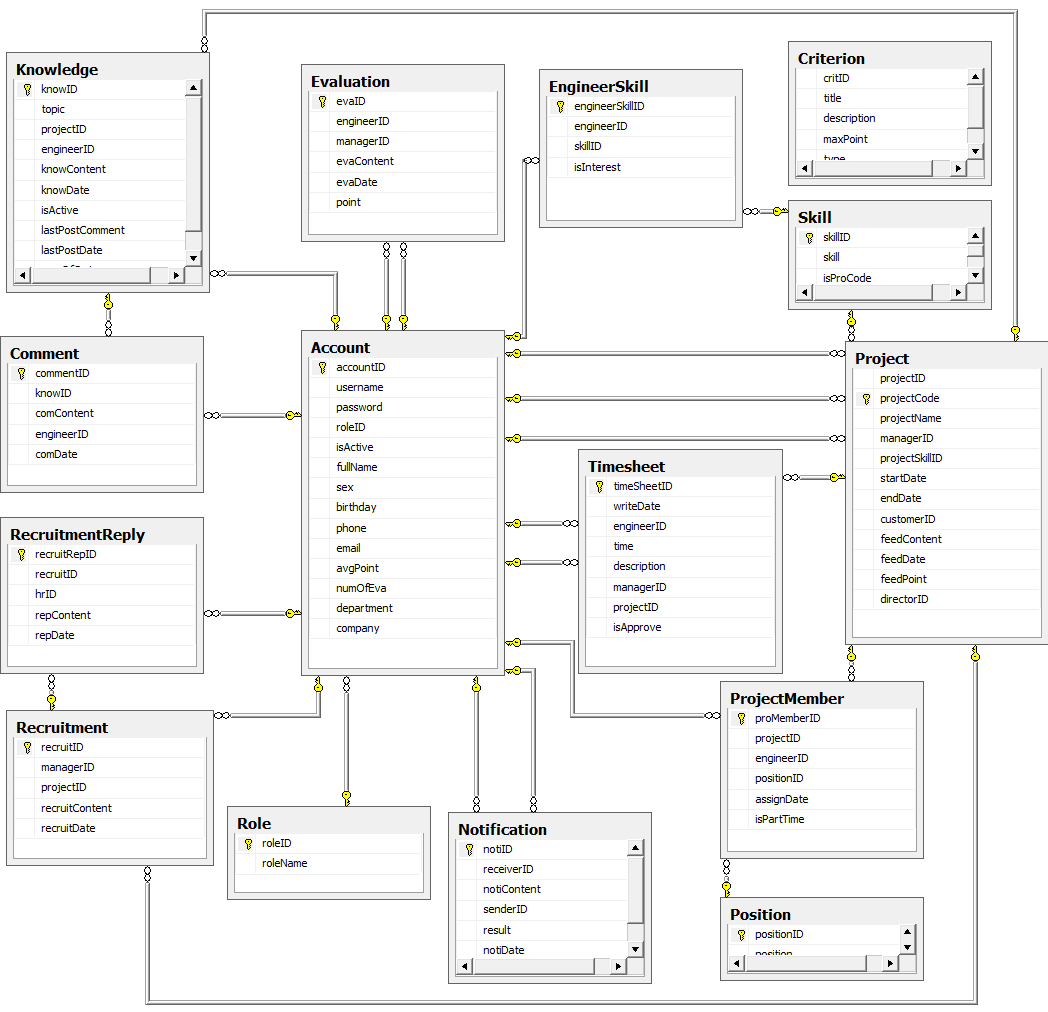 Knowledge
knowID
topic
projectID
engineerID
knowContent
knowDate
isActive
lastPostComment
lastPostDate
Evaluation
evaID
engineerID
managerID
evaContent
evaDate
point
EngineerSkill
engineerSkillID
engineerID
skillID
isInterest
Criterion
critID
title
description
maxPoint
type
Skill
skillID
skill
isProCode
Comment
commentID
knowID
comContent
engineerID
comDate
Account
accountID
username
password
roleID
isActive
fullName
sex
birthday
phone
email
avgPoint
numOfEva
department
company
Project
projectID
projectCode
projectName
managerID
projectSkillID
startDate
endDate
customerID
feedContent
feedDate
feedPoint
directorID
Timesheet
timeSheetID
writeDate
engineerID
time
description
managerID
projectID
isApprove
RecruitmentReply
recruitRepID
recruitID
hrID
repContent
repDate
Recruitment
recruitID
managerID
projectID
recruitContent
recruitDate
Role
roleID
roleName
Notification
notiID
receiverID
notiContent
senderID
result
notiDate
ProjectMember
proMemberID
projectID
engineerID
positionID
assignDate
isPartTime
Position
positionID
position